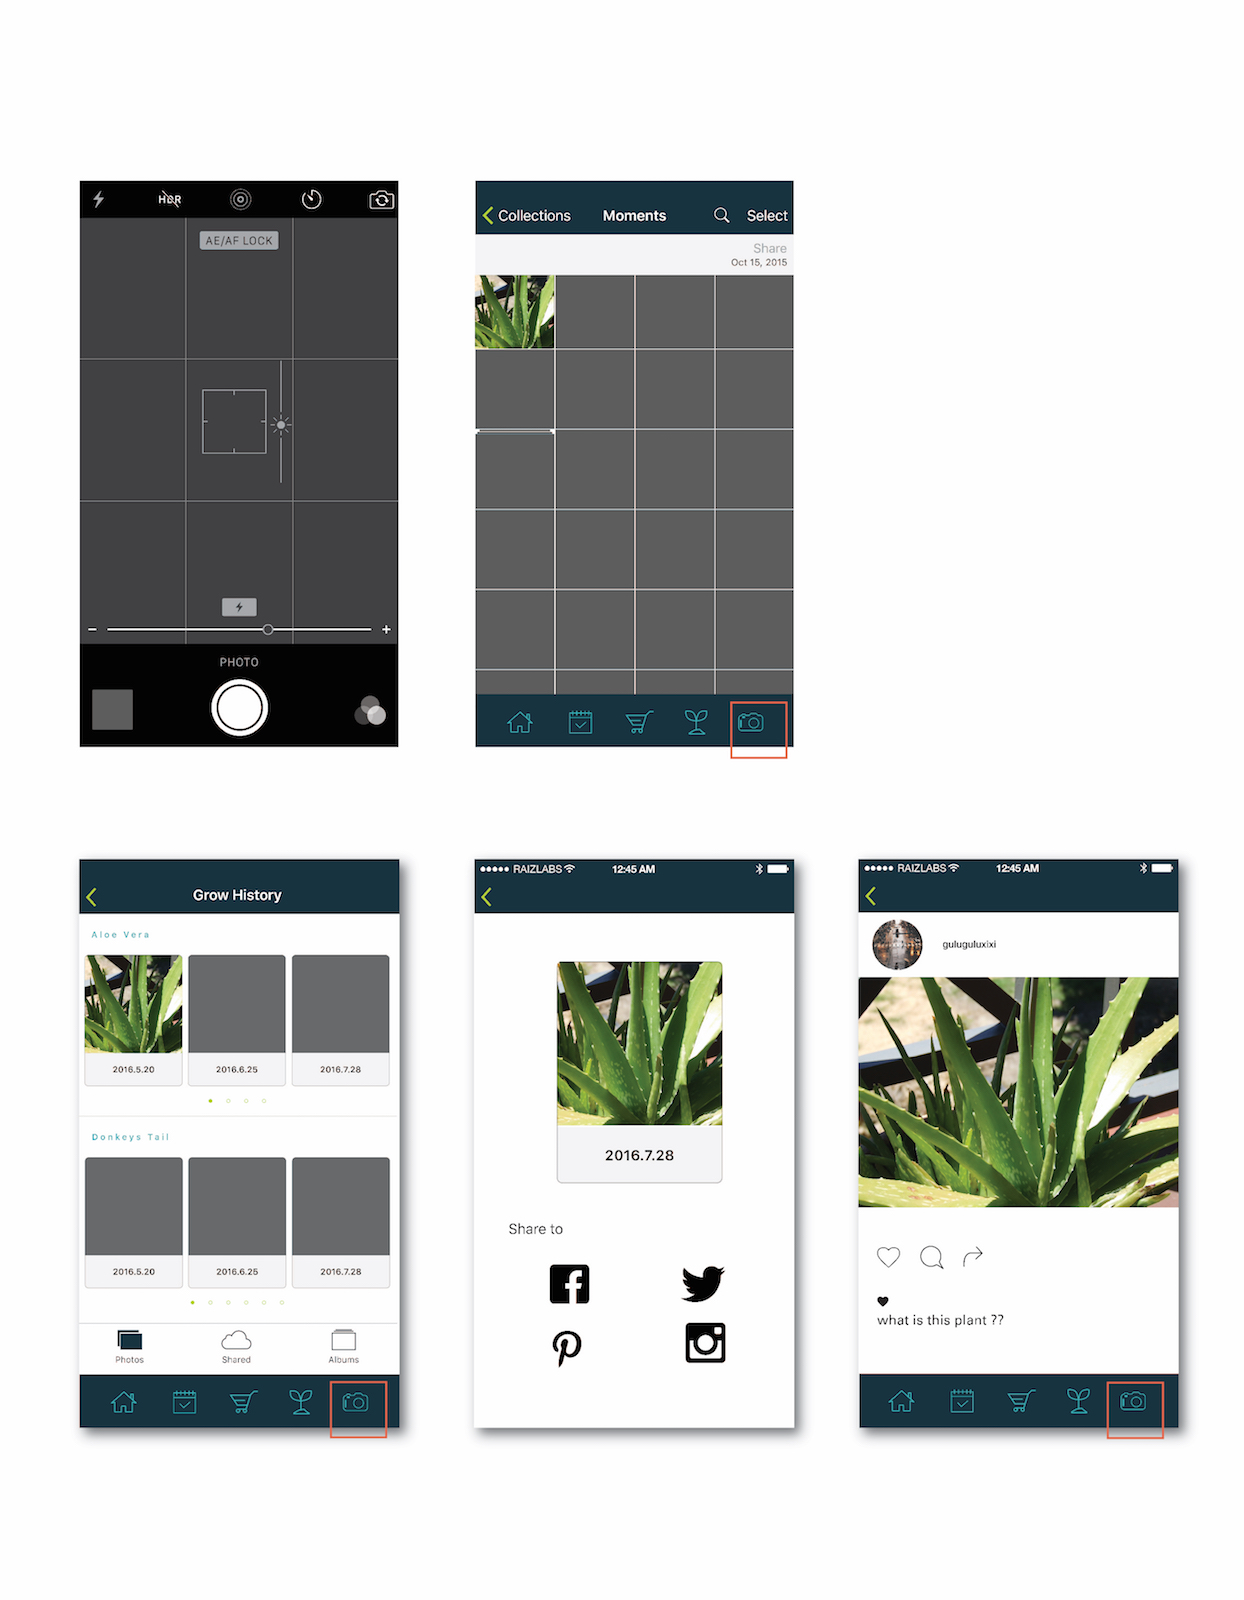 HDR
AE/AF LOCK
PHOTO
Collections Moments Select
Share
Oct 15, 2015
Grow History
Aloe Vera
2016.5.20 2016.6.25 2016.7.28
Donkeys Tail
2016.5.20 2016.6.25 2016.7.28
Photos Shared Albums
RAIZLABS 12:45 AM
2016.7.28
Share to
RAIZLABS 12:45 AM
guluguluxixi
what is this plant ??